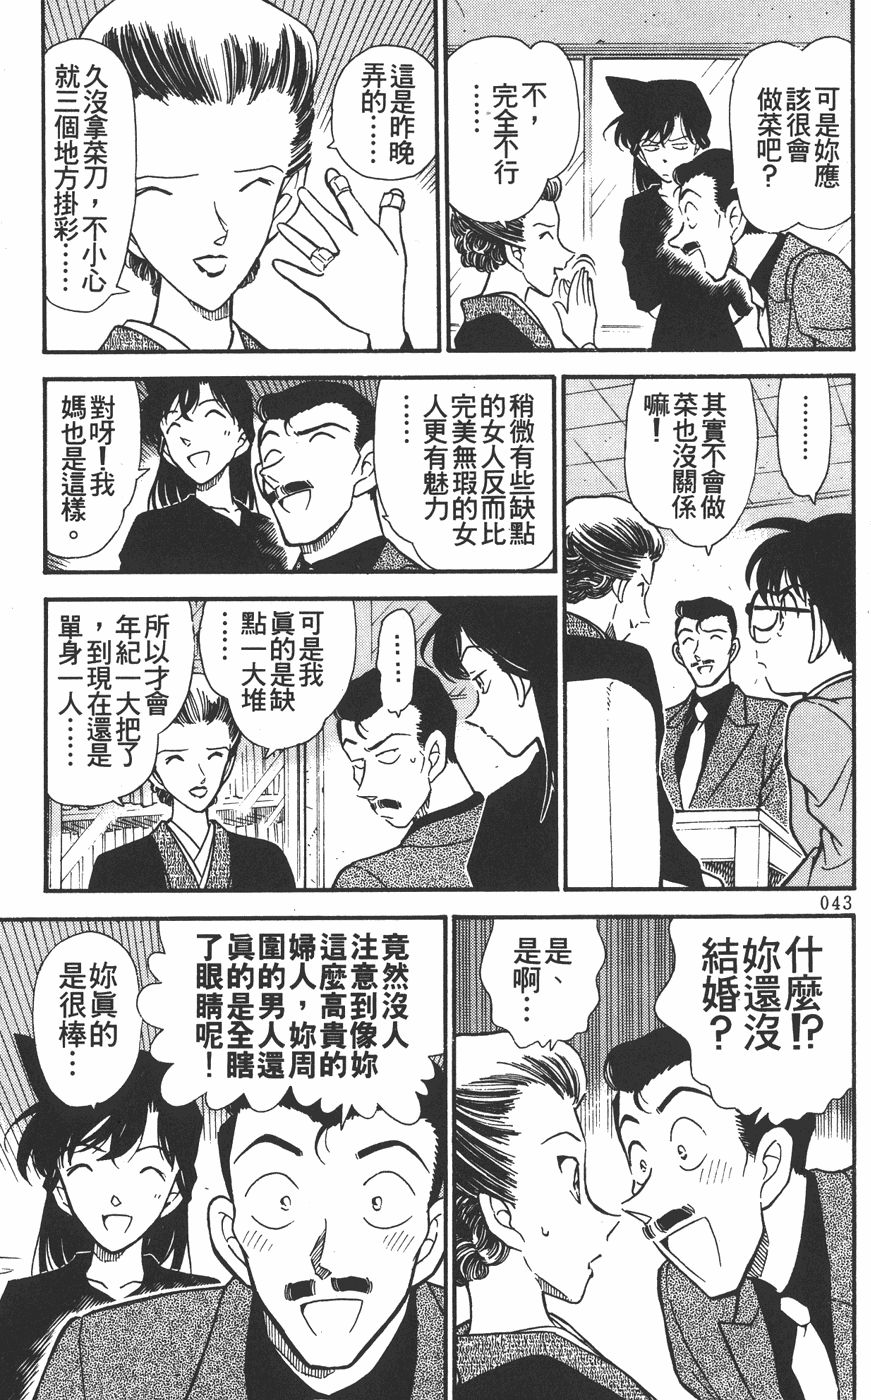 可是妳應
該很會
做菜吧?
不,
完全不行
……
這是昨晚
弄的……
久沒拿菜刀,不小心
就三個地方掛彩……
………
其實不會做
菜也沒關係
嘛!
稍微有些缺點
的女人反而比
完美無瑕的女
人更有魅力
……
對呀!我
媽也是這樣。
……
可是我
眞的是缺
點一大堆
……
所以才會
年紀一大把了
,到現在還是
單身一人……
043
什麼!?
妳還沒
結婚?
是、
是啊…
竟然沒人
注意到像妳
這麼高貴的
婦人,妳周
圍的男人還
眞的是全瞎
了眼睛呢!
妳眞的
是很棒…